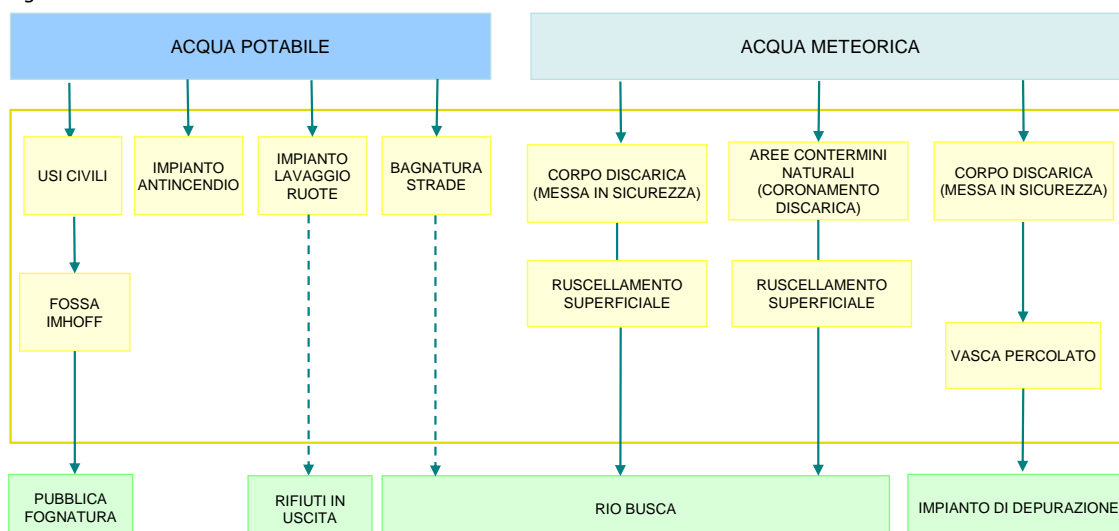 ACQUA POTABILE
ACQUA METEORICA
USI CIVILI
IMPIANTO
ANTINCENDIO
IMPIANTO
LAVAGGIO
RUOTE
BAGNATURA
STRADE
CORPO DISCARICA
(MESSA IN SICUREZZA)
AREE CONTERMINI
NATURALI
(CORONAMENTO
DISCARICA)
CORPO DISCARICA
(MESSA IN SICUREZZA)
FOSSA
IMHOFF
RUSCELLAMENTO
SUPERFICIALE
RUSCELLAMENTO
SUPERFICIALE
VASCA PERCOLATO
PUBBLICA
FOGNATURA
RIFIUTI IN
USCITA
RIO BUSCA
IMPIANTO DI DEPURAZIONE